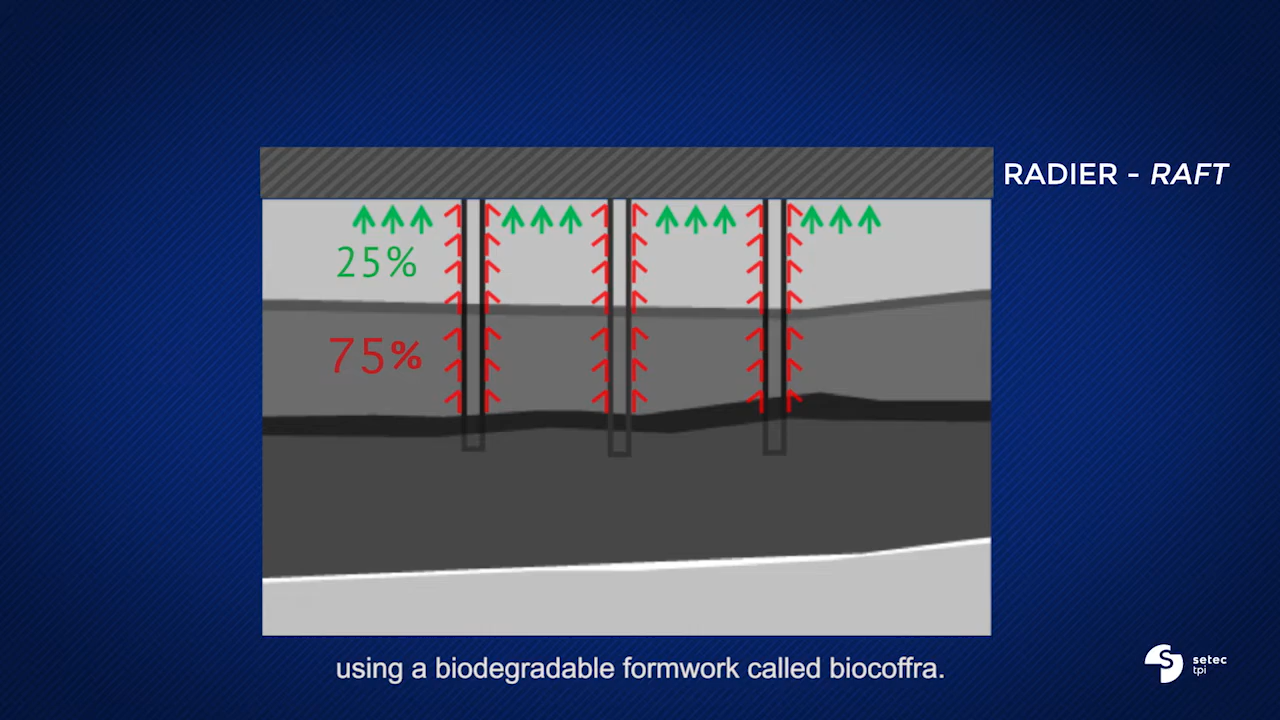 RADIER - RAFT
25%
75%
using a biodegradable formwork called biocoffra.
S
setec
tpi